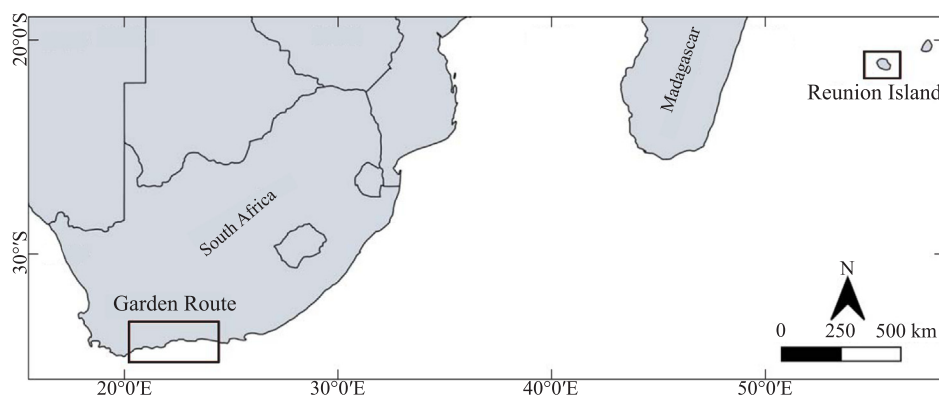 20°0′S
Madagascar
Reunion Island
South Africa
30°0′S
Garden Route
N
0 250 500 km
20°0′E 30°0′E 40°0′E 50°0′E